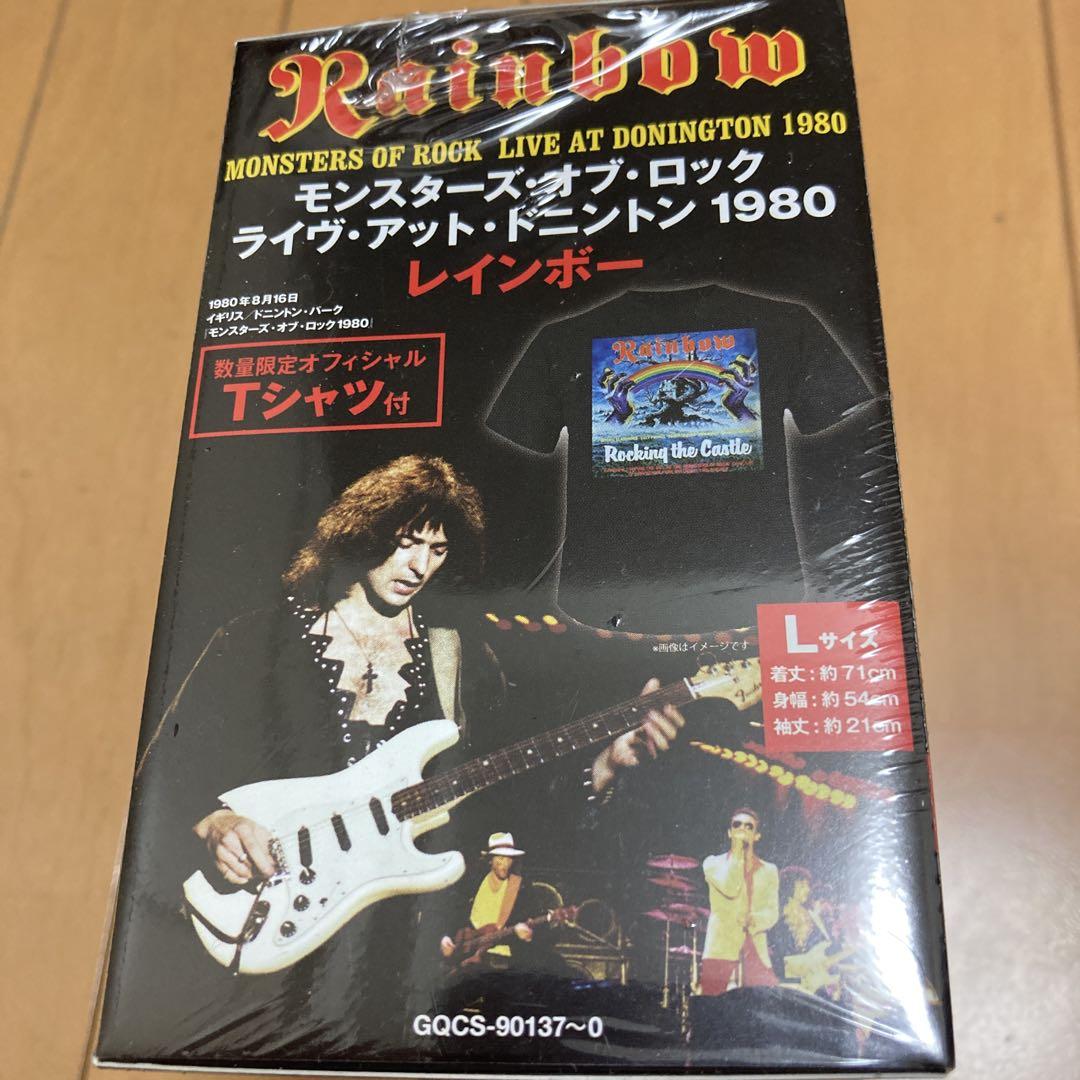 Rainbow
MONSTERS OF ROCK LIVE AT DONINGTON 1980
モンスターズ・オブ・ロック
ライヴ・アット・ドニントン 1980
レインボー
1980年8月16日
イギリス/ドニントン・パーク
『モンスターズ・オブ・ロック1980』
数量限定オフィシャル
Tシャツ付
Rainbow
Rocking the Castle
※画像はイメージです
Lサイズ
着丈:約71cm
身幅:約54cm
袖丈:約21cm
GQCS-90137〜0